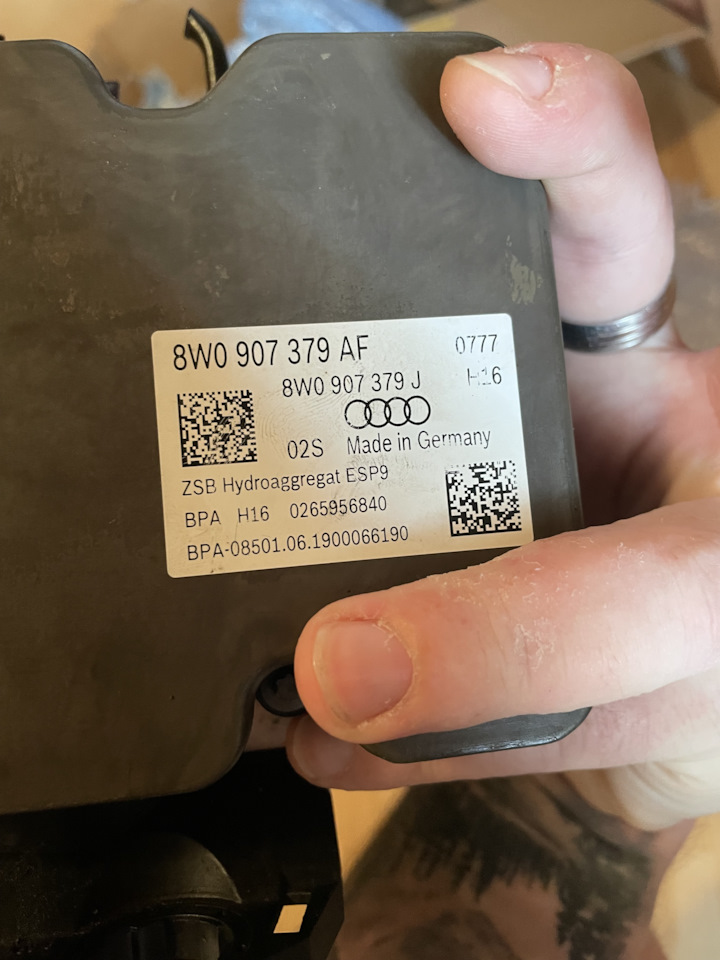 8W0 907 379 AF 0777
8W0 907 379 J H16
02S Made in Germany
ZSB Hydroaggregat ESP9
BPA H16 0265956840
BPA-08501.06.1900066190